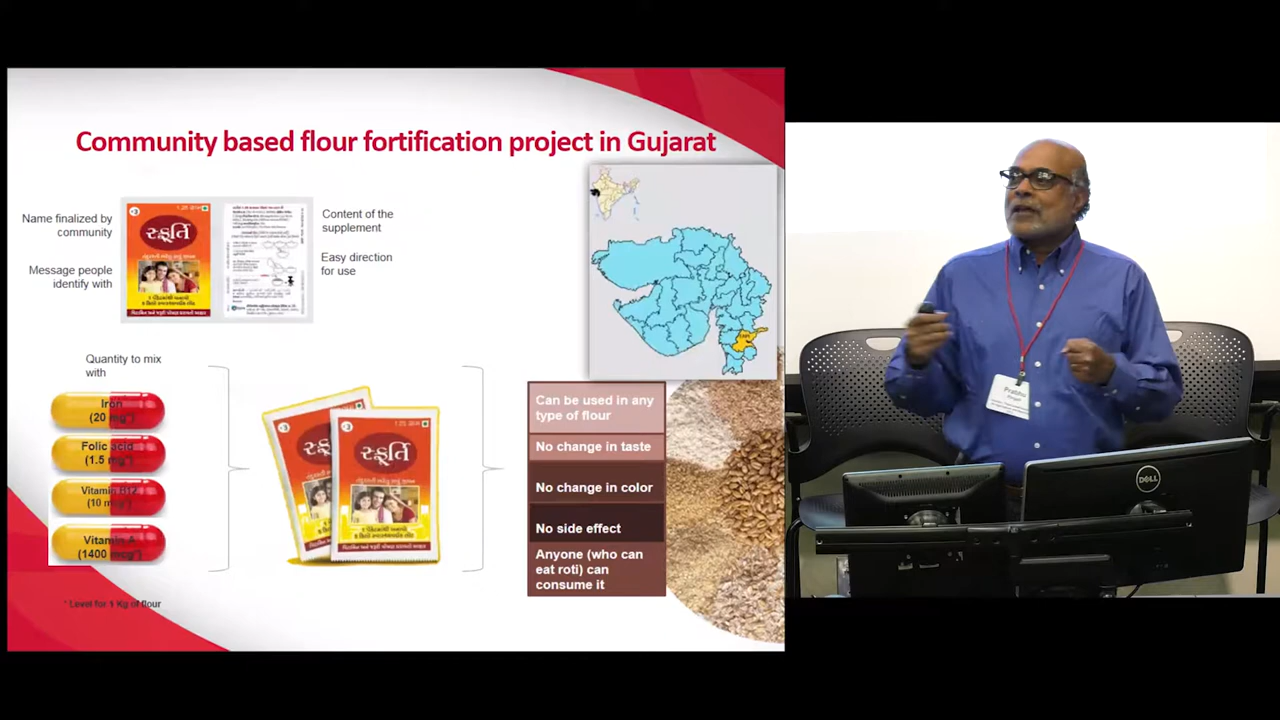 Community based flour fortification project in Gujarat
Name finalized by
community
Message people
identify with
સ્ફૂર્તિ
Content of the
supplement
Easy direction
for use
Quantity to mix
with
Iron
(20 mg*)
Folic acid
(1.5 mg*)
Vitamin B12
(10 mcg*)
Vitamin A
(1400 mcg*)
* Level for 1 Kg of flour
સ્ફૂર્તિ
સ્ફૂર્તિ
Can be used in any
type of flour
No change in taste
No change in color
No side effect
Anyone (who can
eat roti) can
consume it
Prabhu
DELL